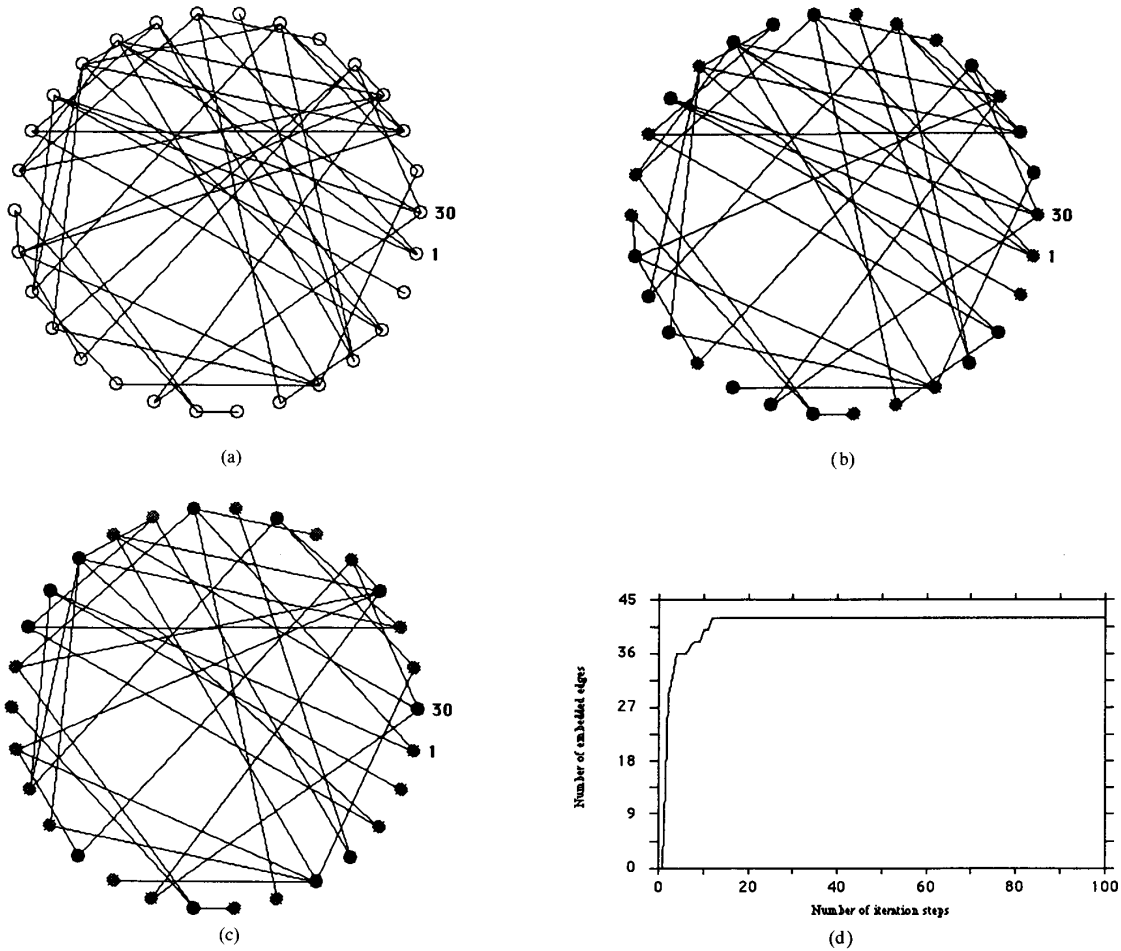 30
1
(a)
30
1
(b)
30
1
(c)
45
36
27
18
9
0
Number of embedded edges
0 20 40 60 80 100
Number of iteration steps
(d)